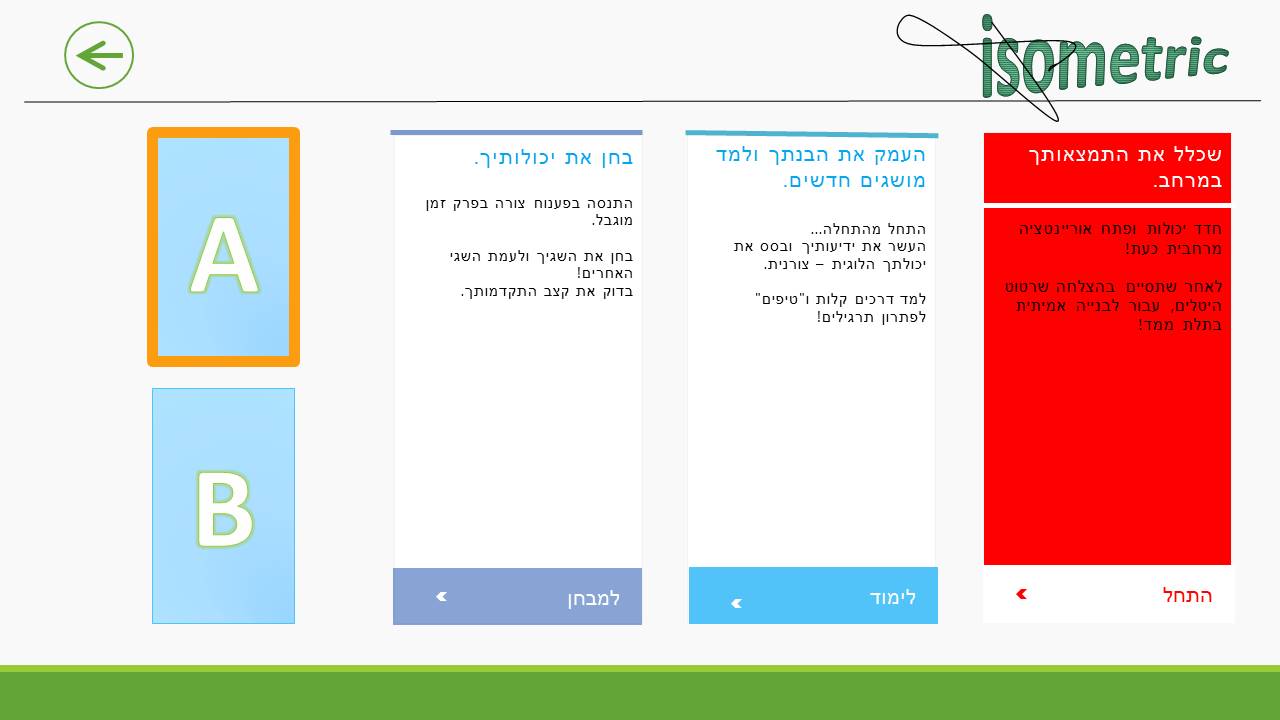 isometric
שכלל את התמצאותך
במרחב.
חדד יכולות ופתח אוריינטציה
מרחבית כעת!
לאחר שתסיים בהצלחה שרטוט
היטלים, עבור לבנייה אמיתית
בתלת ממד!
התחל
העמק את הבנתך ולמד
מושגים חדשים.
התחל מהתחלה...
העשר את ידיעותיך ובסס את
יכולתך הלוגית – צורנית.
למד דרכים קלות ו"טיפים"
לפתרון תרגילים!
לימוד
בחן את יכולותיך.
התנסה בפענוח צורה בפרק זמן
מוגבל.
בחן את השגיך ולעמת השגי
האחרים!
בדוק את קצב התקדמותך.
למבחן
A
B